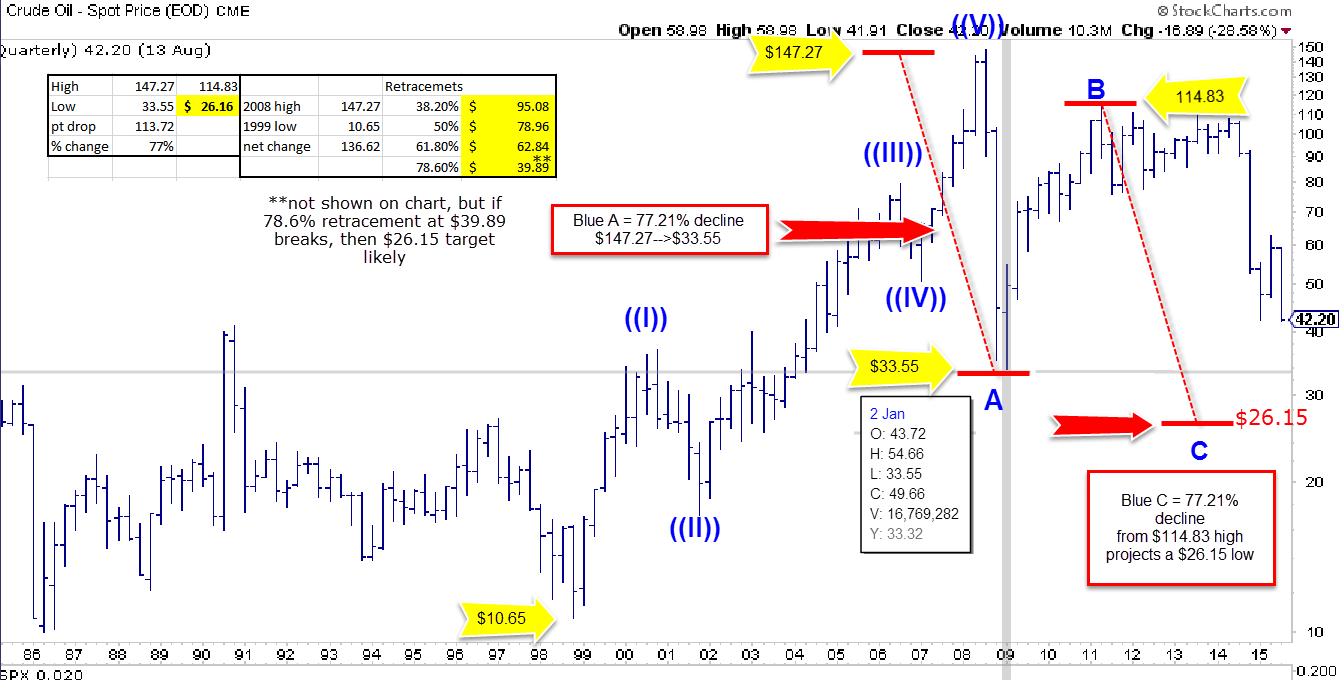 Crude Oil - Spot Price (EOD) CME
© StockCharts.com
Open 58.98 High 58.98 Low 41.91 Close 42.20 Volume 10.3M Chg -16.89 (-28.58%)
Quarterly) 42.20 (13 Aug)
((V))
$147.27
High 147.27 114.83 Retracemets
Low 33.55 $ 26.16 2008 high 147.27 38.20% $ 95.08
pt drop 113.72 1999 low 10.65 50% $ 78.96
% change 77% net change 136.62 61.80% $ 62.84
**
78.60% $ 39.89
**not shown on chart, but if
78.6% retracement at $39.89
breaks, then $26.15 target
likely
B
114.83
((III))
Blue A = 77.21% decline
$147.27-->$33.55
((IV))
((I))
$33.55
A
2 Jan
O: 43.72
H: 54.66
L: 33.55
C: 49.66
V: 16,769,282
Y: 33.32
((II))
$10.65
$26.15
C
Blue C = 77.21%
decline
from $114.83 high
projects a $26.15 low
150
140
130
120
110
100
90
80
70
60
50
42.20
40
30
20
10
86 87 88 89 90 91 92 93 94 95 96 97 98 99 00 01 02 03 04 05 06 07 08 09 10 11 12 13 14 15
SPX 0.020
0.200